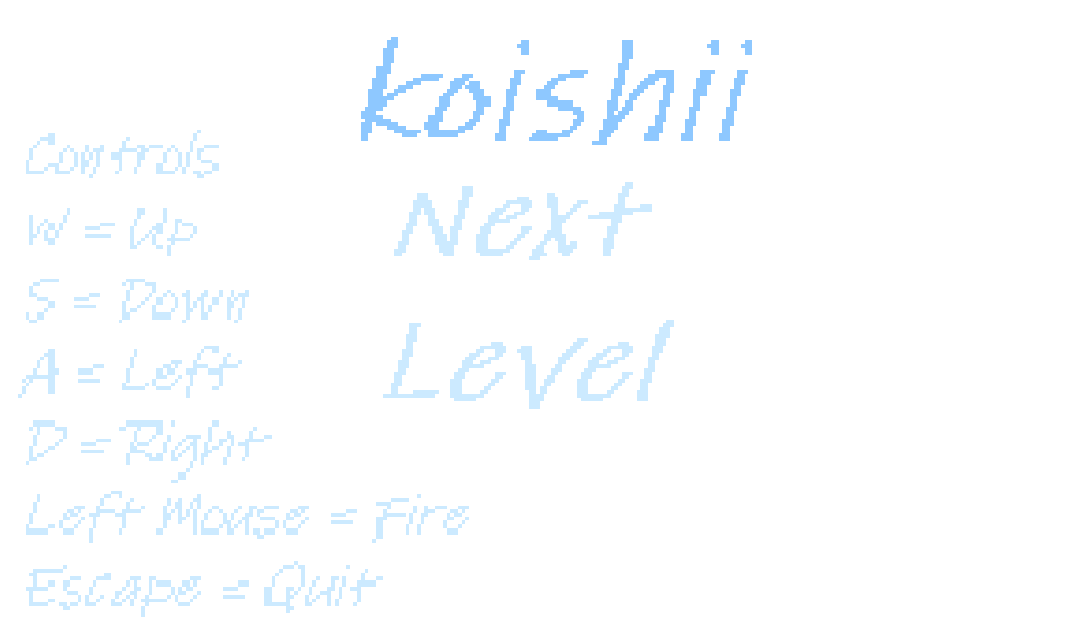 koishii
Next
Level
Controls
W = Up
S = Down
A = Left
D = Right
Left Mouse = Fire
Escape = Quit